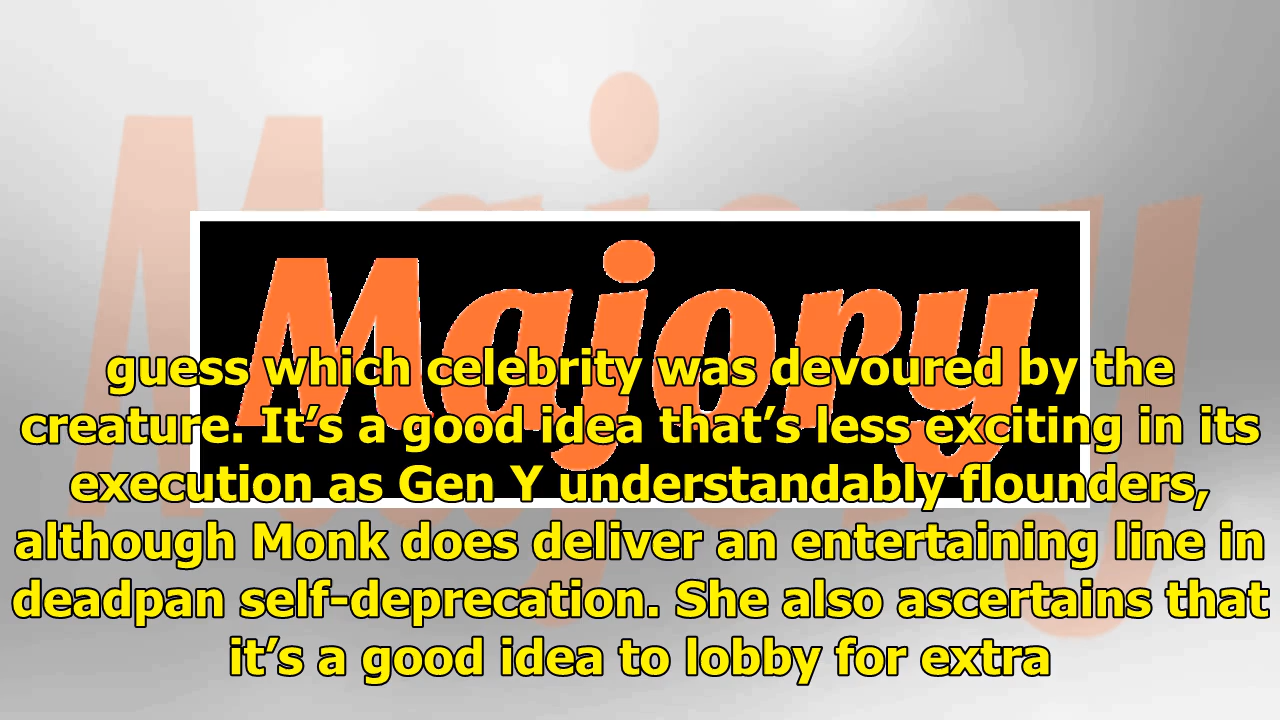 Majory
Majory
guess which celebrity was devoured by the
creature. It’s a good idea that’s less exciting in its
execution as Gen Y understandably flounders,
although Monk does deliver an entertaining line in
deadpan self-deprecation. She also ascertains that
it’s a good idea to lobby for extra